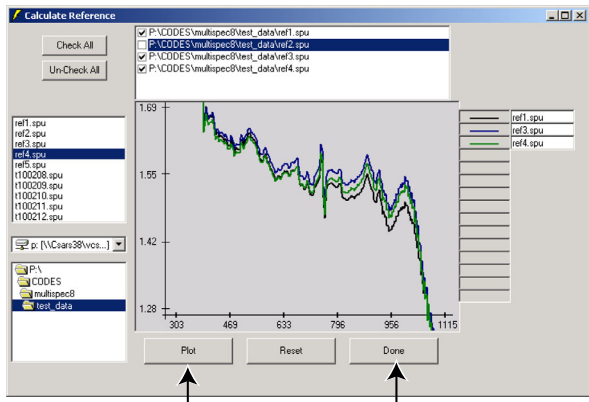 Calculate Reference
Check All
Un-Check All
P:\CODES\multispec8\test_data\ref1.spu
P:\CODES\multispec8\test_data\ref2.spu
P:\CODES\multispec8\test_data\ref3.spu
P:\CODES\multispec8\test_data\ref4.spu
ref1.spu
ref2.spu
ref3.spu
ref4.spu
ref5.spu
t100208.spu
t100209.spu
t100210.spu
t100211.spu
t100212.spu
p: [\\Csars38\vcs...]
P:\
CODES
multispec8
test_data
1.69
1.55
1.42
1.28
303 469 633 796 956 1115
ref1.spu
ref3.spu
ref4.spu
Plot
Reset
Done